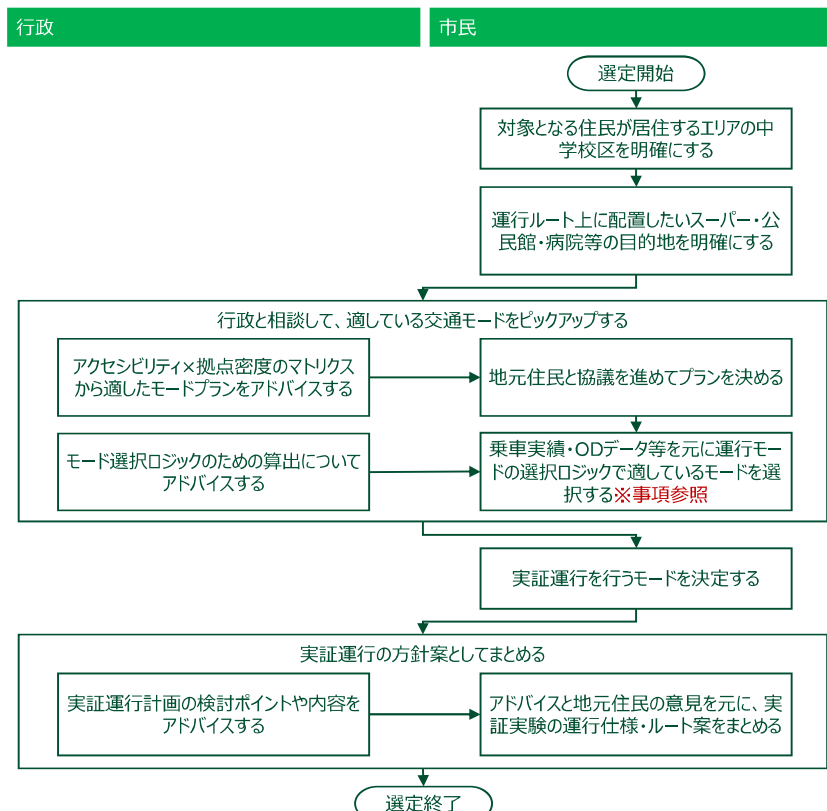 行政
市民
選定開始
対象となる住民が居住するエリアの中
学校区を明確にする
運行ルート上に配置したいスーパー・公
民館・病院等の目的地を明確にする
行政と相談して、適している交通モードをピックアップする
アクセシビリティ×拠点密度のマトリクス
から適したモードプランをアドバイスする
地元住民と協議を進めてプランを決める
モード選択ロジックのための算出について
アドバイスする
乗車実績・ODデータ等を元に運行モー
ドの選択ロジックで適しているモードを選
択する※事項参照
実証運行を行うモードを決定する
実証運行の方針案としてまとめる
実証運行計画の検討ポイントや内容を
アドバイスする
アドバイスと地元住民の意見を元に、実
証実験の運行仕様・ルート案をまとめる
選定終了